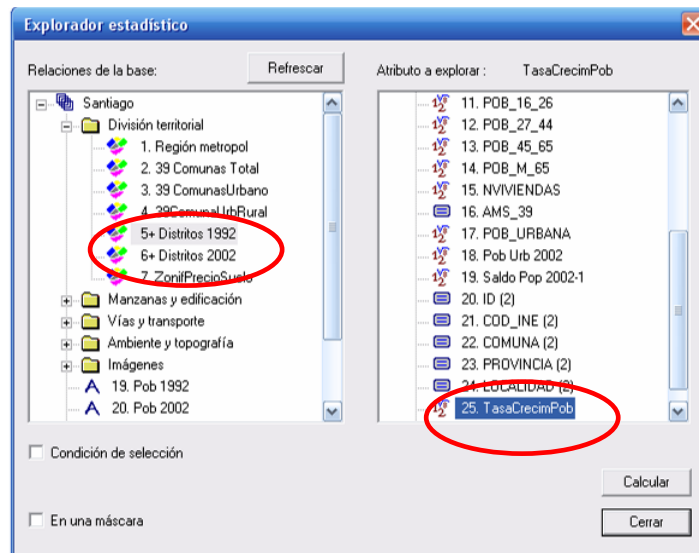 Explorador estadístico
Relaciones de la base:
Refrescar
Santiago
División territorial
1. Región metropol
2. 39 Comunas Total
3. 39 ComunasUrbano
4. 39ComunaUrbRural
5+ Distritos 1992
6+ Distritos 2002
7. ZonifPrecioSuelo
Manzanas y edificación
Vías y transporte
Ambiente y topografía
Imágenes
19. Pob 1992
20. Pob 2002
Atributo a explorar :
TasaCrecimPob
11. POB_16_26
12. POB_27_44
13. POB_45_65
14. POB_M_65
15. NVIVIENDAS
16. AMS_39
17. POB_URBANA
18. Pob Urb 2002
19. Saldo Pop 2002-1
20. ID (2)
21. COD_INE (2)
22. COMUNA (2)
23. PROVINCIA (2)
24. LOCALIDAD (2)
25. TasaCrecimPob
Condición de selección
Calcular
En una máscara
Cerrar